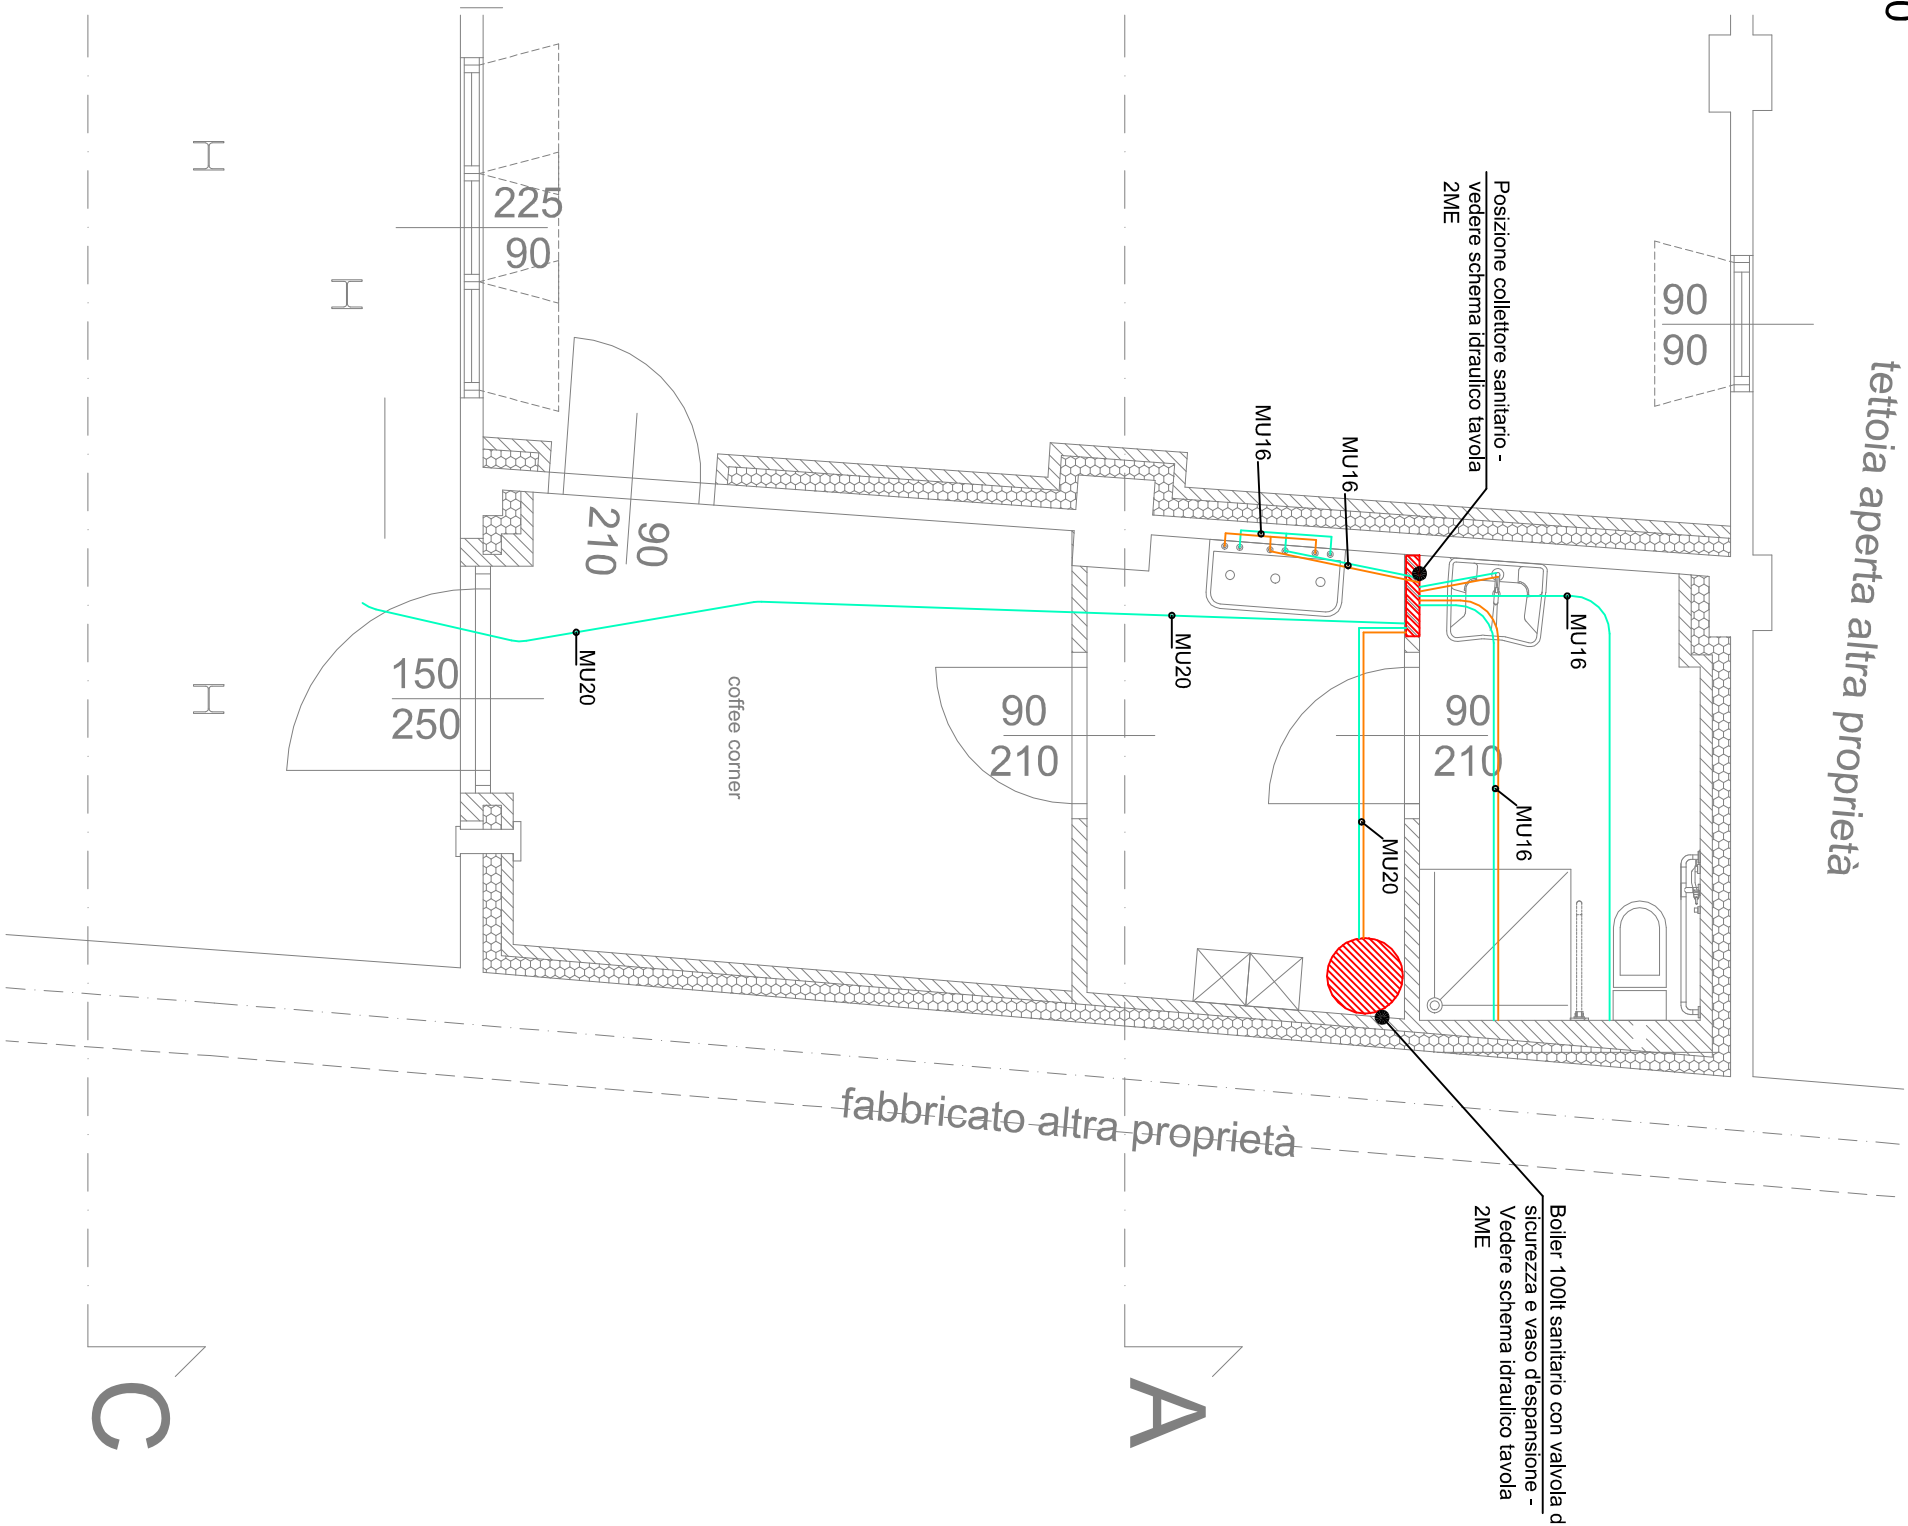 0
tettoia aperta altra proprietà
Posizione collettore sanitario -
vedere schema idraulico tavola
2ME
225
90
90
90
90
210
MU16
MU16
MU16
MU20
MU20
150
250
coffee corner
90
210
90
210
MU16
MU20
fabbricato altra proprietà
Boiler 100lt sanitario con valvola d
sicurezza e vaso d'espansione -
Vedere schema idraulico tavola
2ME
C
A